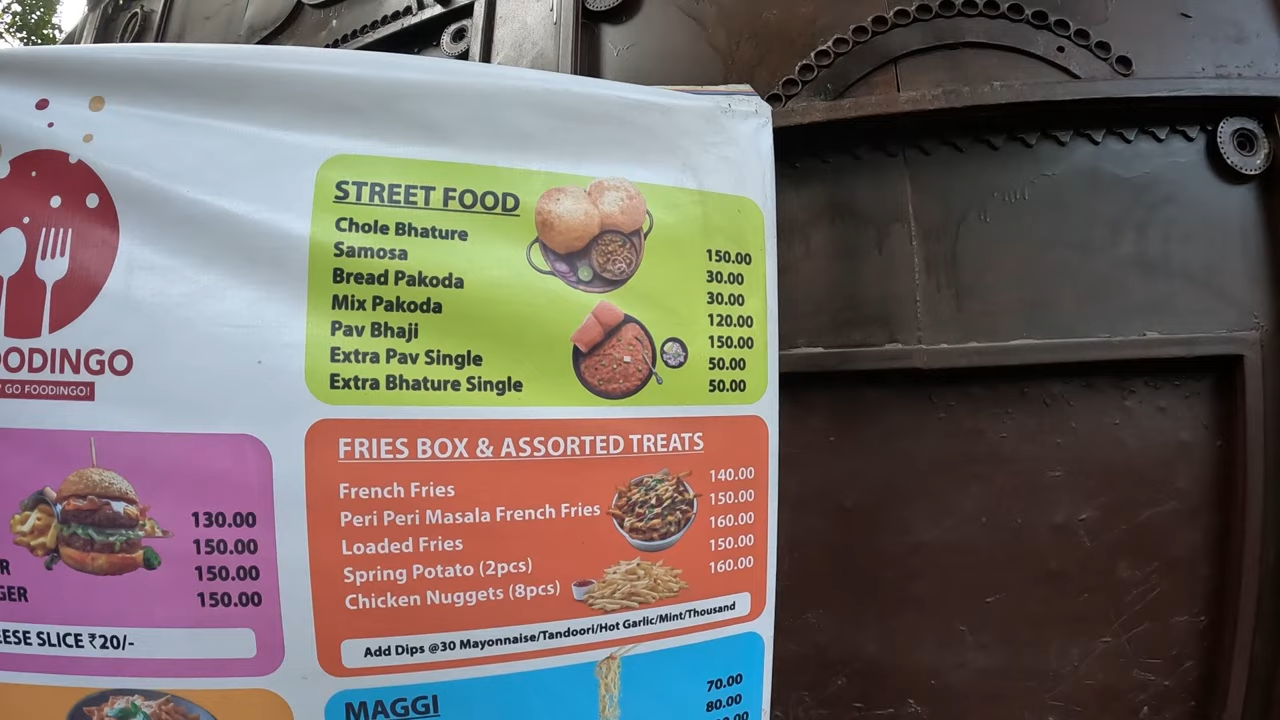 OODINGO
GO FOODINGO!
STREET FOOD
Chole Bhature 150.00
Samosa 30.00
Bread Pakoda 30.00
Mix Pakoda 120.00
Pav Bhaji 150.00
Extra Pav Single 50.00
Extra Bhature Single 50.00
FRIES BOX & ASSORTED TREATS
French Fries 140.00
Peri Peri Masala French Fries 150.00
Loaded Fries 160.00
Spring Potato (2pcs) 150.00
Chicken Nuggets (8pcs) 160.00
Add Dips @30 Mayonnaise/Tandoori/Hot Garlic/Mint/Thousand
130.00
150.00
R 150.00
GER 150.00
EESE SLICE ₹20/-
MAGGI
70.00
80.00